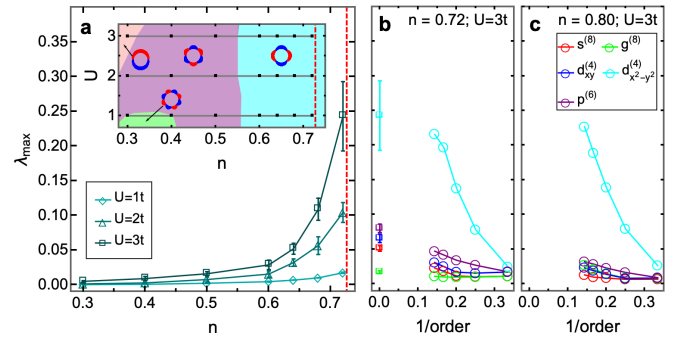 a
λmax
0.40
0.35
0.30
0.25
0.20
0.15
0.10
0.05
0.00
0.3
0.4
0.5
0.6
0.7
n
U=1t
U=2t
U=3t
U
3
2
1
0.3
0.4
0.5
0.6
0.7
0.8
n
b
n = 0.72; U=3t
0.0
0.1
0.2
0.3
1/order
c
n = 0.80; U=3t
s(8)
g(8)
dxy(4)
dx²−y²(4)
p(6)
0.0
0.1
0.2
0.3
1/order